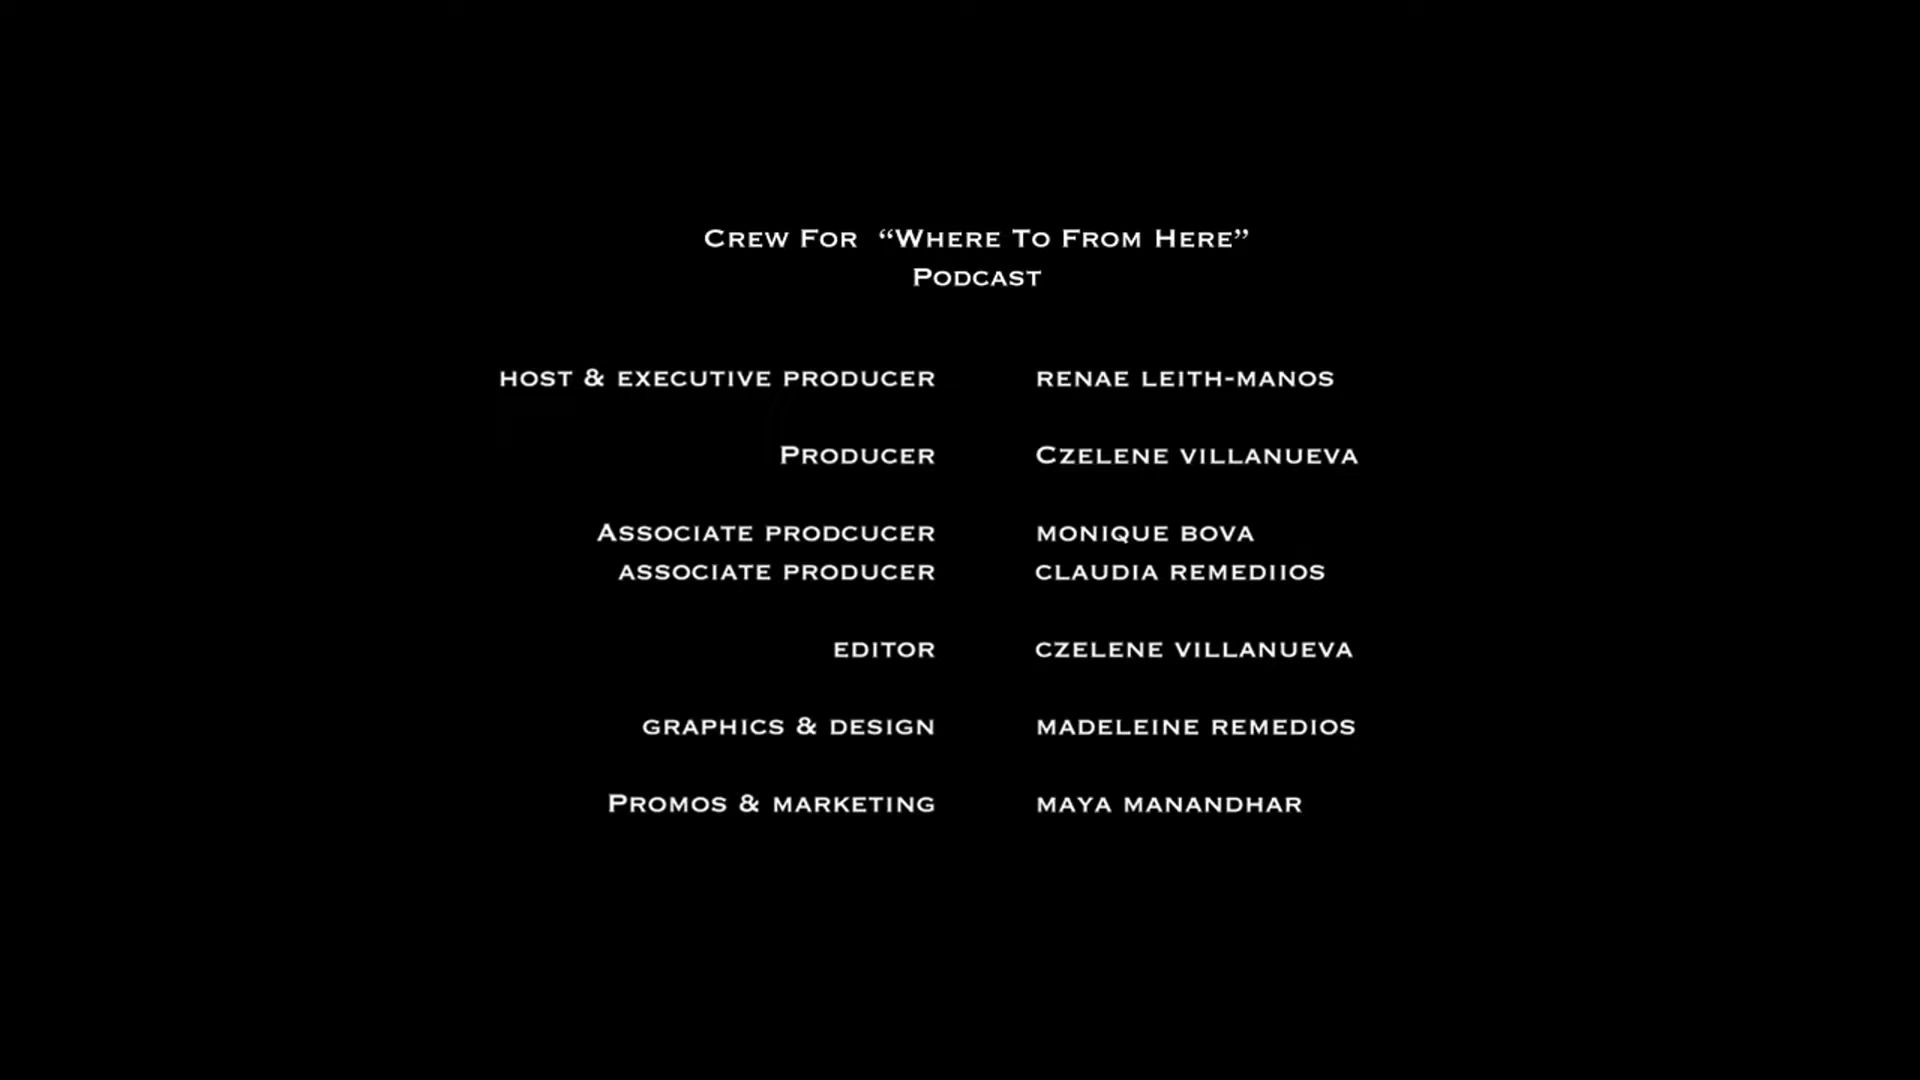 Crew For “Where To From Here”
Podcast
HOST & EXECUTIVE PRODUCER RENAE LEITH-MANOS
Producer Czelene villanueva
Associate prodcucer MONIQUE BOVA
ASSOCIATE PRODUCER CLAUDIA REMEDIIOS
EDITOR CZELENE VILLANUEVA
GRAPHICS & DESIGN MADELEINE REMEDIOS
Promos & marketing MAYA MANANDHAR